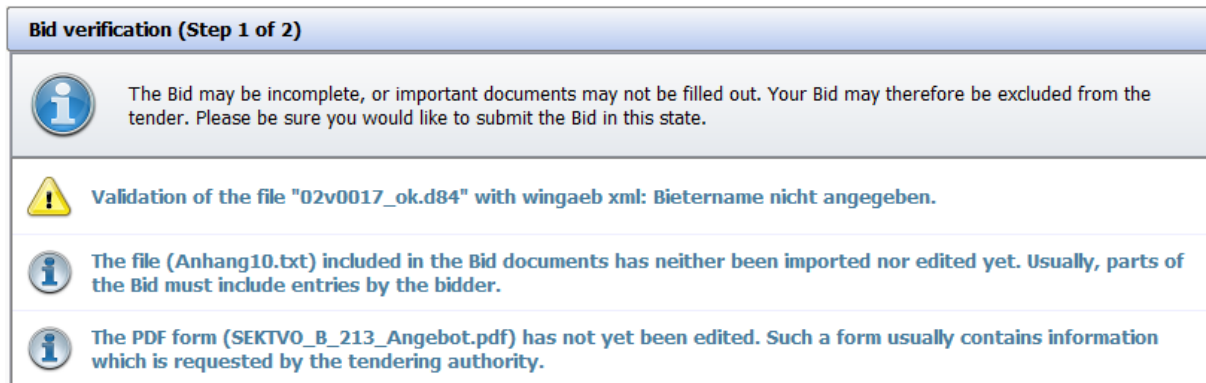 Bid verification (Step 1 of 2)
The Bid may be incomplete, or important documents may not be filled out. Your Bid may therefore be excluded from the
tender. Please be sure you would like to submit the Bid in this state.
Validation of the file "02v0017_ok.d84" with wingaeb xml: Bietername nicht angegeben.
The file (Anhang10.txt) included in the Bid documents has neither been imported nor edited yet. Usually, parts of
the Bid must include entries by the bidder.
The PDF form (SEKTVO_B_213_Angebot.pdf) has not yet been edited. Such a form usually contains information
which is requested by the tendering authority.